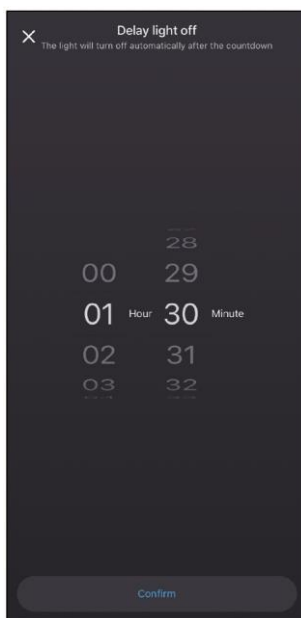 Delay light off
The light will turn off automatically after the countdown
28
00 29
01 Hour 30 Minute
02 31
03 32
Confirm